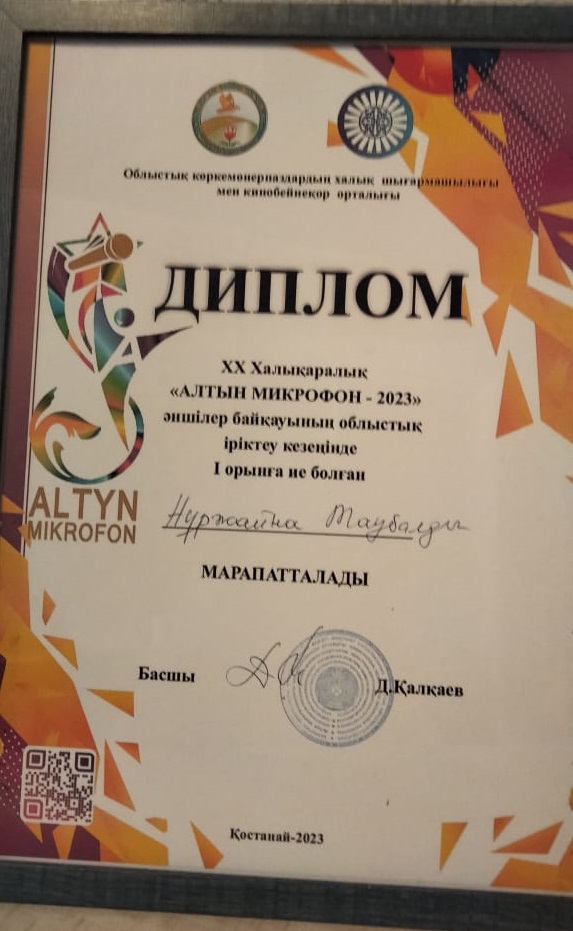 Облыстық көркемөнерпаздардың халық шығармашылығы
мен кинобейнеқор орталығы
ДИПЛОМ
XX Халықаралық
«АЛТЫН МИКРОФОН - 2023»
әншілер байқауының облыстық
іріктеу кезеңінде
I орынға ие болған
ALTYN
MIKROFON
Нұржайна Таубалды
МАРАПАТТАЛАДЫ
Басшы
Д.Қалқаев
Қостанай-2023